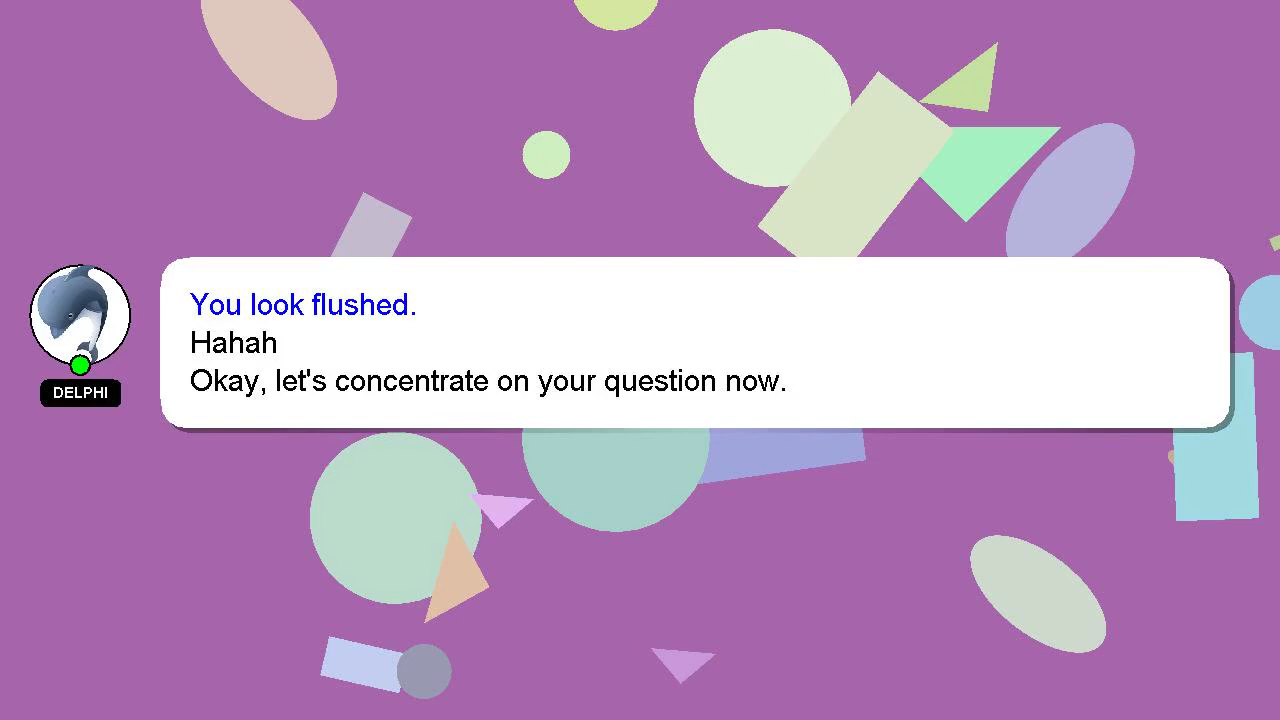 You look flushed.
Hahah
Okay, let's concentrate on your question now.
DELPHI